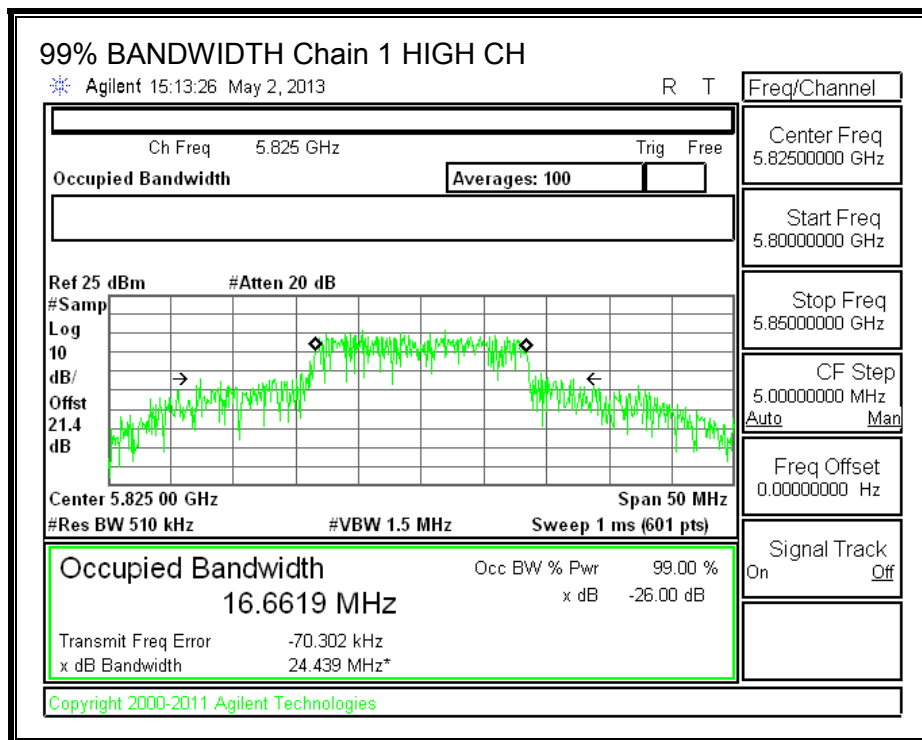 99% BANDWIDTH Chain 1 HIGH CH
Agilent 15:13:26 May 2, 2013 R T
Freq/Channel
Ch Freq 5.825 GHz Trig Free
Occupied Bandwidth Averages: 100
Center Freq
5.82500000 GHz
Start Freq
5.80000000 GHz
Stop Freq
5.85000000 GHz
CF Step
5.00000000 MHz
Auto Man
Freq Offset
0.00000000 Hz
Signal Track
On Off
Ref 25 dBm #Atten 20 dB
#Samp
Log
10
dB/
Offst
21.4
dB
Center 5.825 00 GHz Span 50 MHz
#Res BW 510 kHz #VBW 1.5 MHz Sweep 1 ms (601 pts)
Occupied Bandwidth Occ BW % Pwr 99.00 %
16.6619 MHz x dB -26.00 dB
Transmit Freq Error -70.302 kHz
x dB Bandwidth 24.439 MHz*
Copyright 2000-2011 Agilent Technologies